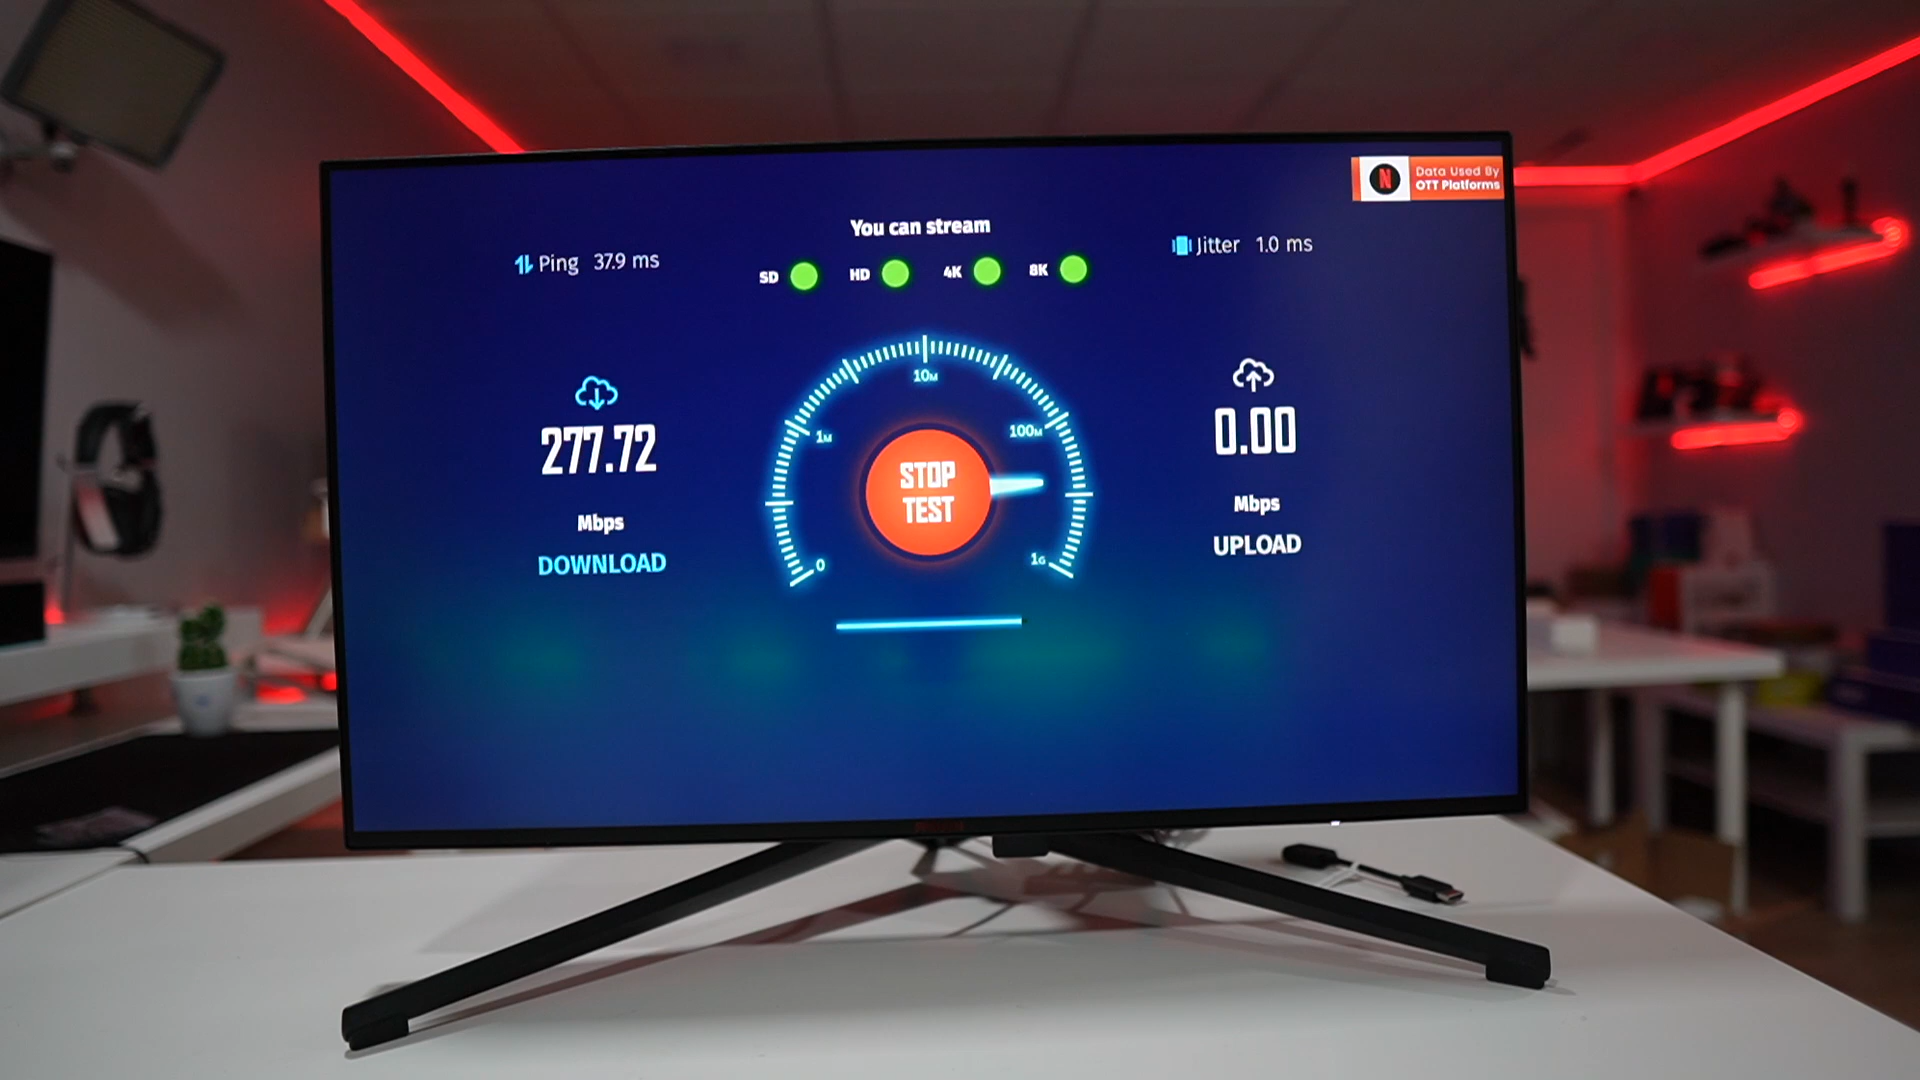 N
Data Used By
OTT Platforms
You can stream
Ping 37.9 ms
SD HD 4K 8K
Jitter 1.0 ms
277.72
Mbps
DOWNLOAD
0
1M
10M
100M
1G
STOP
TEST
0.00
Mbps
UPLOAD